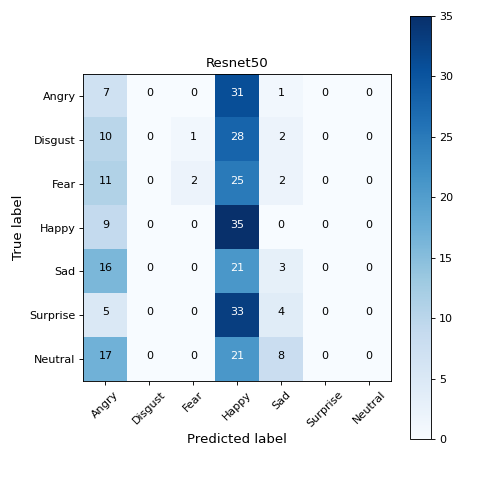 Resnet50
35
Angry 7 0 0 31 1 0 0
30
Disgust 10 0 1 28 2 0 0
25
Fear 11 0 2 25 2 0 0
20
Happy 9 0 0 35 0 0 0
15
Sad 16 0 0 21 3 0 0
10
Surprise 5 0 0 33 4 0 0
5
Neutral 17 0 0 21 8 0 0
0
True label
Angry Disgust Fear Happy Sad Surprise Neutral
Predicted label